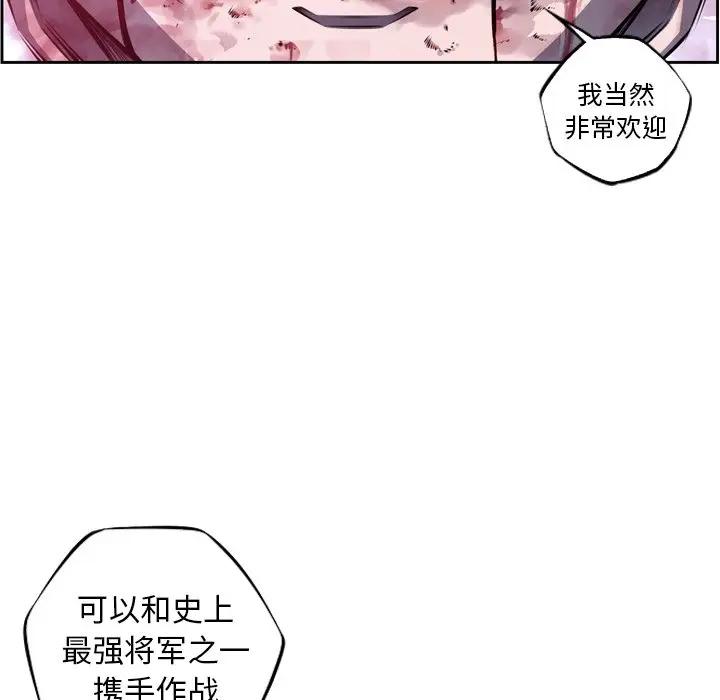 我当然
非常欢迎
可以和史上
最强将军之一
携手作战